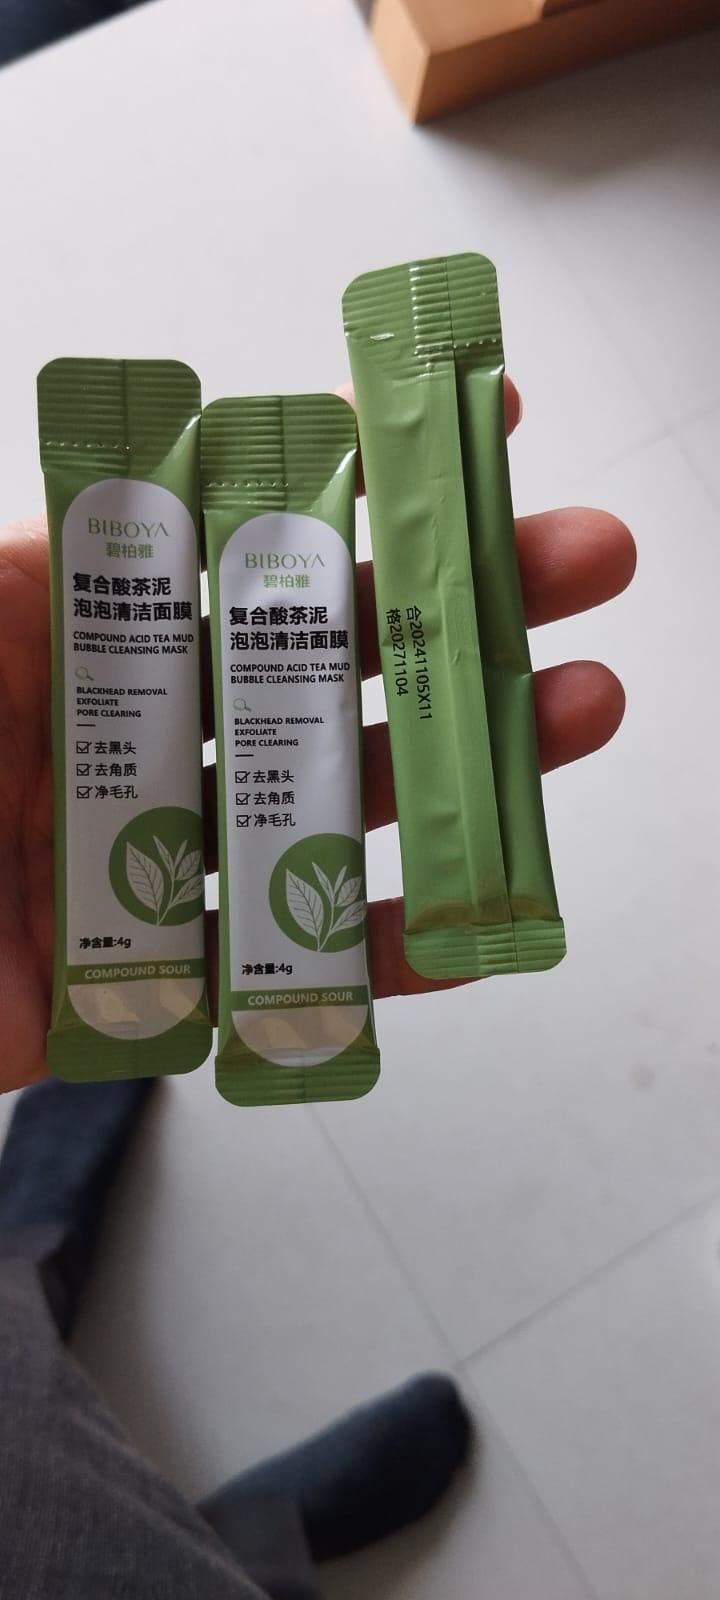 BIBOYA
碧柏雅
复合酸茶泥
泡泡清洁面膜
COMPOUND ACID TEA MUD
BUBBLE CLEANSING MASK
BLACKHEAD REMOVAL
EXFOLIATE
PORE CLEARING
去黑头
去角质
净毛孔
净含量:4g
COMPOUND SOUR
BIBOYA
碧柏雅
复合酸茶泥
泡泡清洁面膜
COMPOUND ACID TEA MUD
BUBBLE CLEANSING MASK
BLACKHEAD REMOVAL
EXFOLIATE
PORE CLEARING
去黑头
去角质
净毛孔
净含量:4g
COMPOUND SOUR
合20241105X11
格20271104